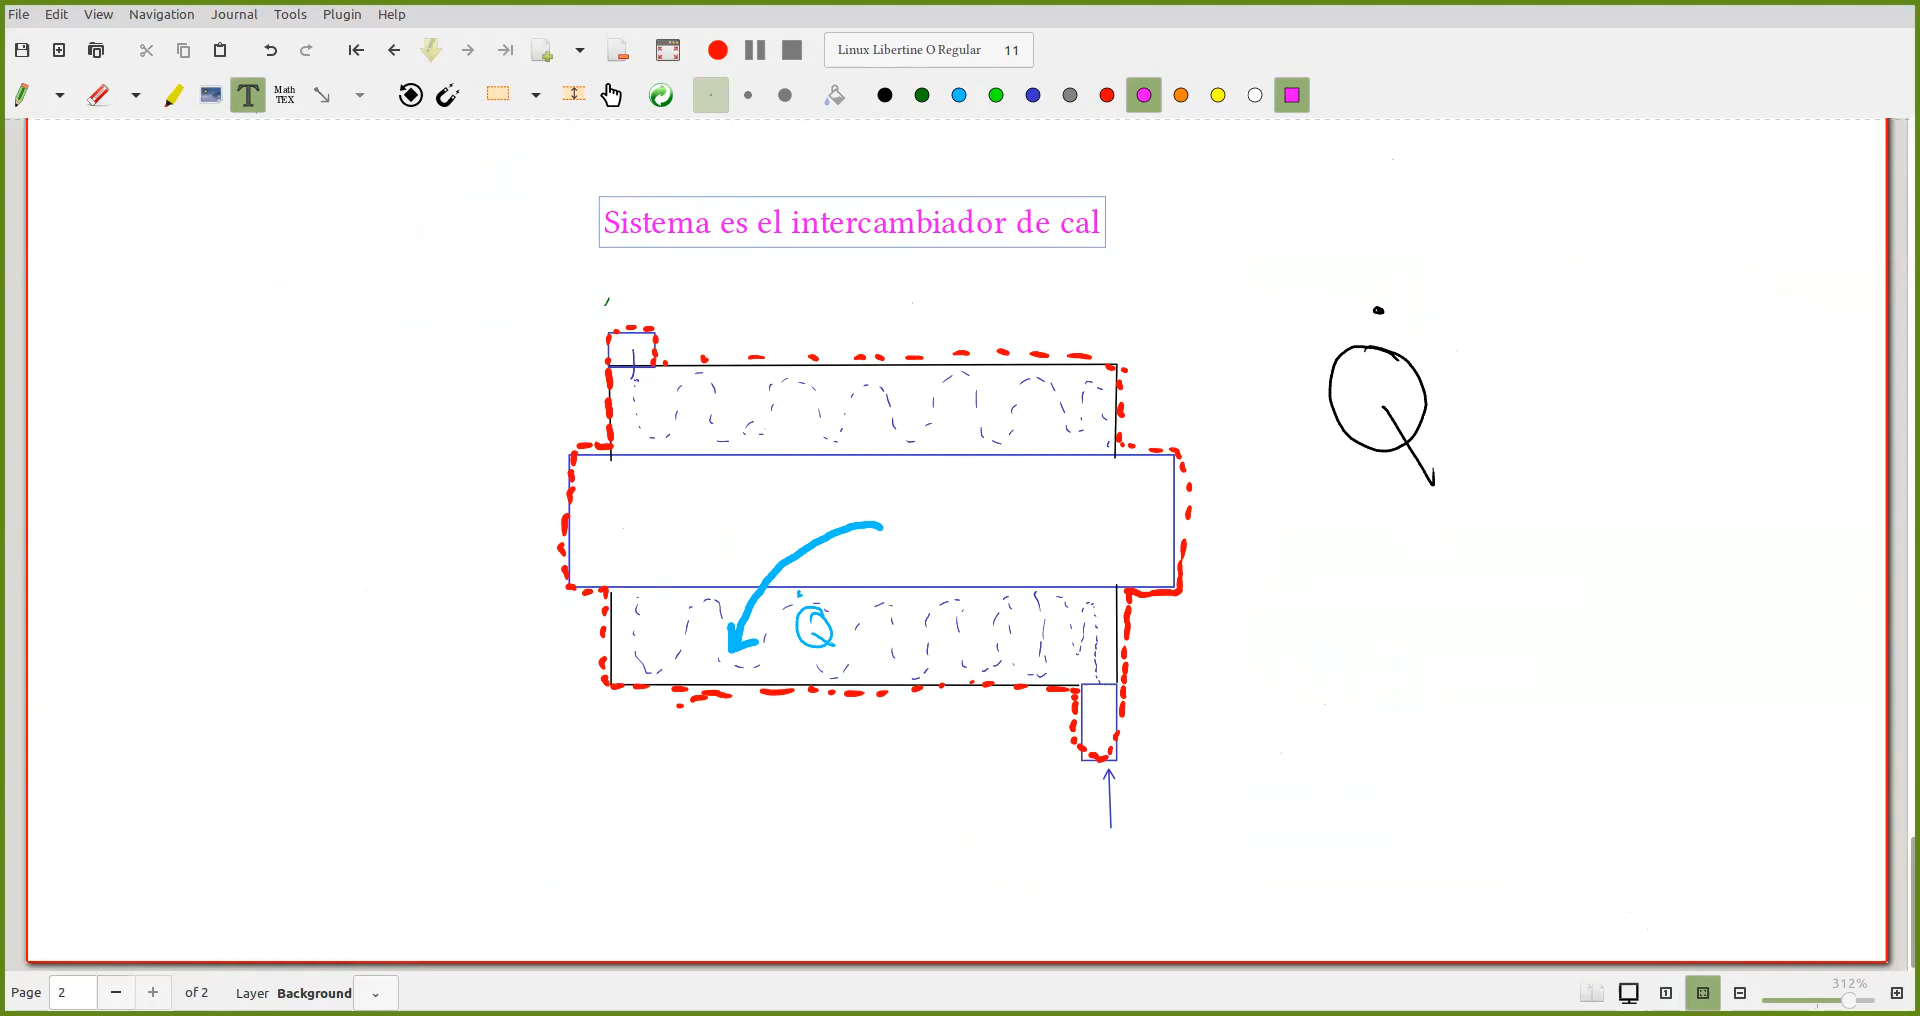 File Edit View Navigation Journal Tools Plugin Help
Linux Libertine O Regular 11
T Math TEX
Sistema es el intercambiador de cal
Q̇
Q̇
Page 2 of 2 Layer Background 312%